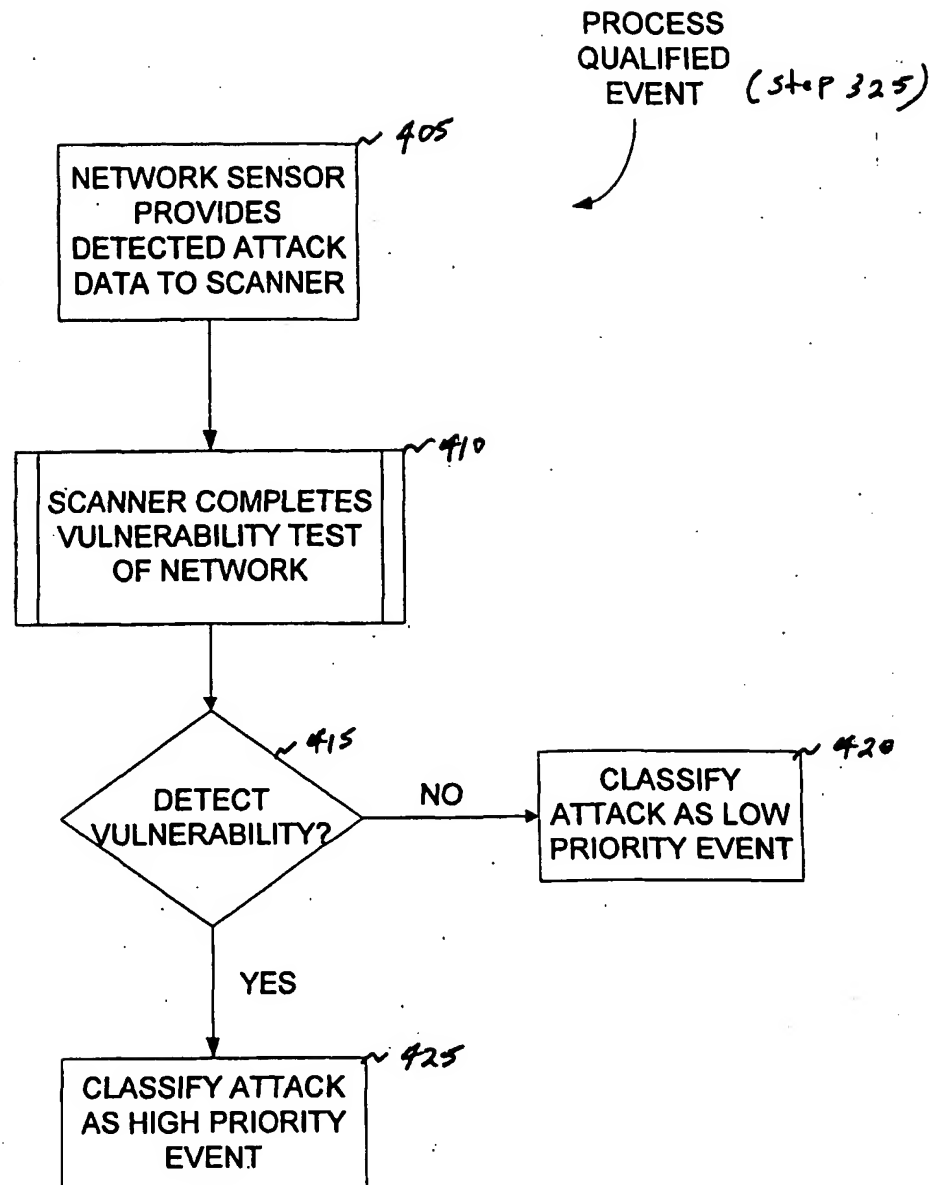 PROCESS
QUALIFIED
EVENT (step 325)
405
NETWORK SENSOR
PROVIDES
DETECTED ATTACK
DATA TO SCANNER
410
SCANNER COMPLETES
VULNERABILITY TEST
OF NETWORK
415
DETECT
VULNERABILITY?
NO
420
CLASSIFY
ATTACK AS LOW
PRIORITY EVENT
YES
425
CLASSIFY ATTACK
AS HIGH PRIORITY
EVENT